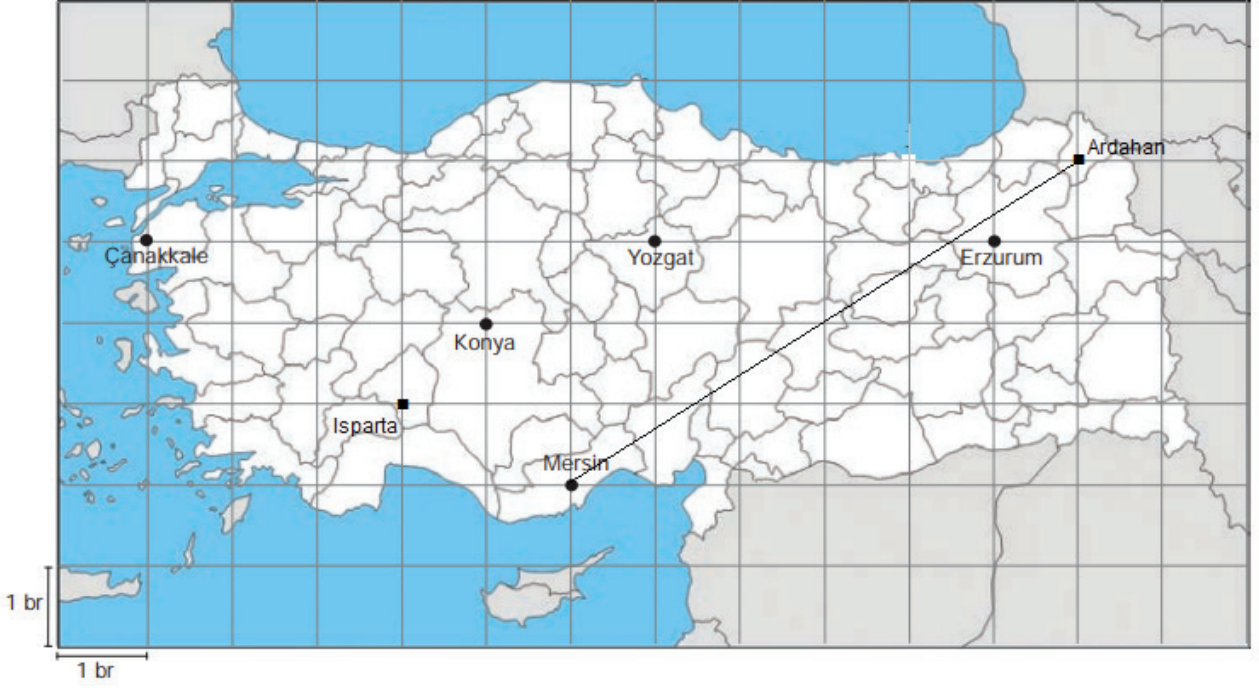 Ardahan
Çanakkale
Yozgat
Erzurum
Konya
Isparta
Mersin
1 br
1 br